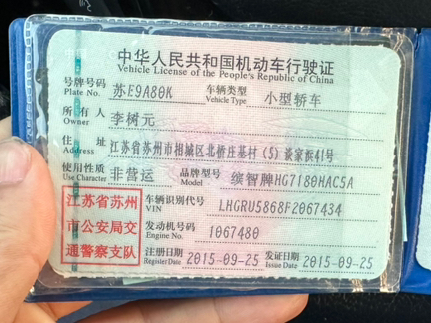 中华人民共和国机动车行驶证
Vehicle License of the People's Republic of China
号牌号码 苏E9A80K 车辆类型 小型轿车
Plate No. Vehicle Type
所有人 李树元
Owner
住址 江苏省苏州市相城区北桥庄基村(5)谈家浜41号
Address
使用性质 非营运 品牌型号 缤智牌HG7180HAC5A
Use Character Model
江苏省苏州市公安局交通警察支队
车辆识别代号 LHGRU5868F2067434
VIN
发动机号码 1067480
Engine No.
注册日期 2015-09-25 发证日期 2015-09-25
Register Date Issue Date